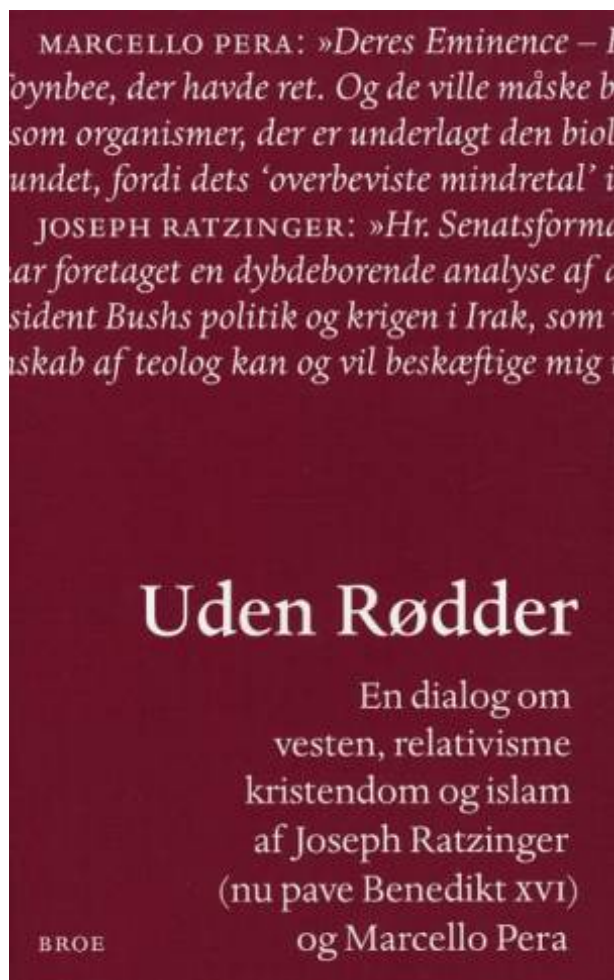 MARCELLO PERA: »Deres Eminence –
oynbee, der havde ret. Og de ville måske b
som organismer, der er underlagt den biol
undet, fordi dets ‘overbeviste mindretal’ i
JOSEPH RATZINGER: »Hr. Senatsforma
ar foretaget en dybdeborende analyse af
sident Bushs politik og krigen i Irak, som
nskab af teolog kan og vil beskæftige mig
Uden Rødder
En dialog om
vesten, relativisme
kristendom og islam
af Joseph Ratzinger
(nu pave Benedikt XVI)
og Marcello Pera
BROE